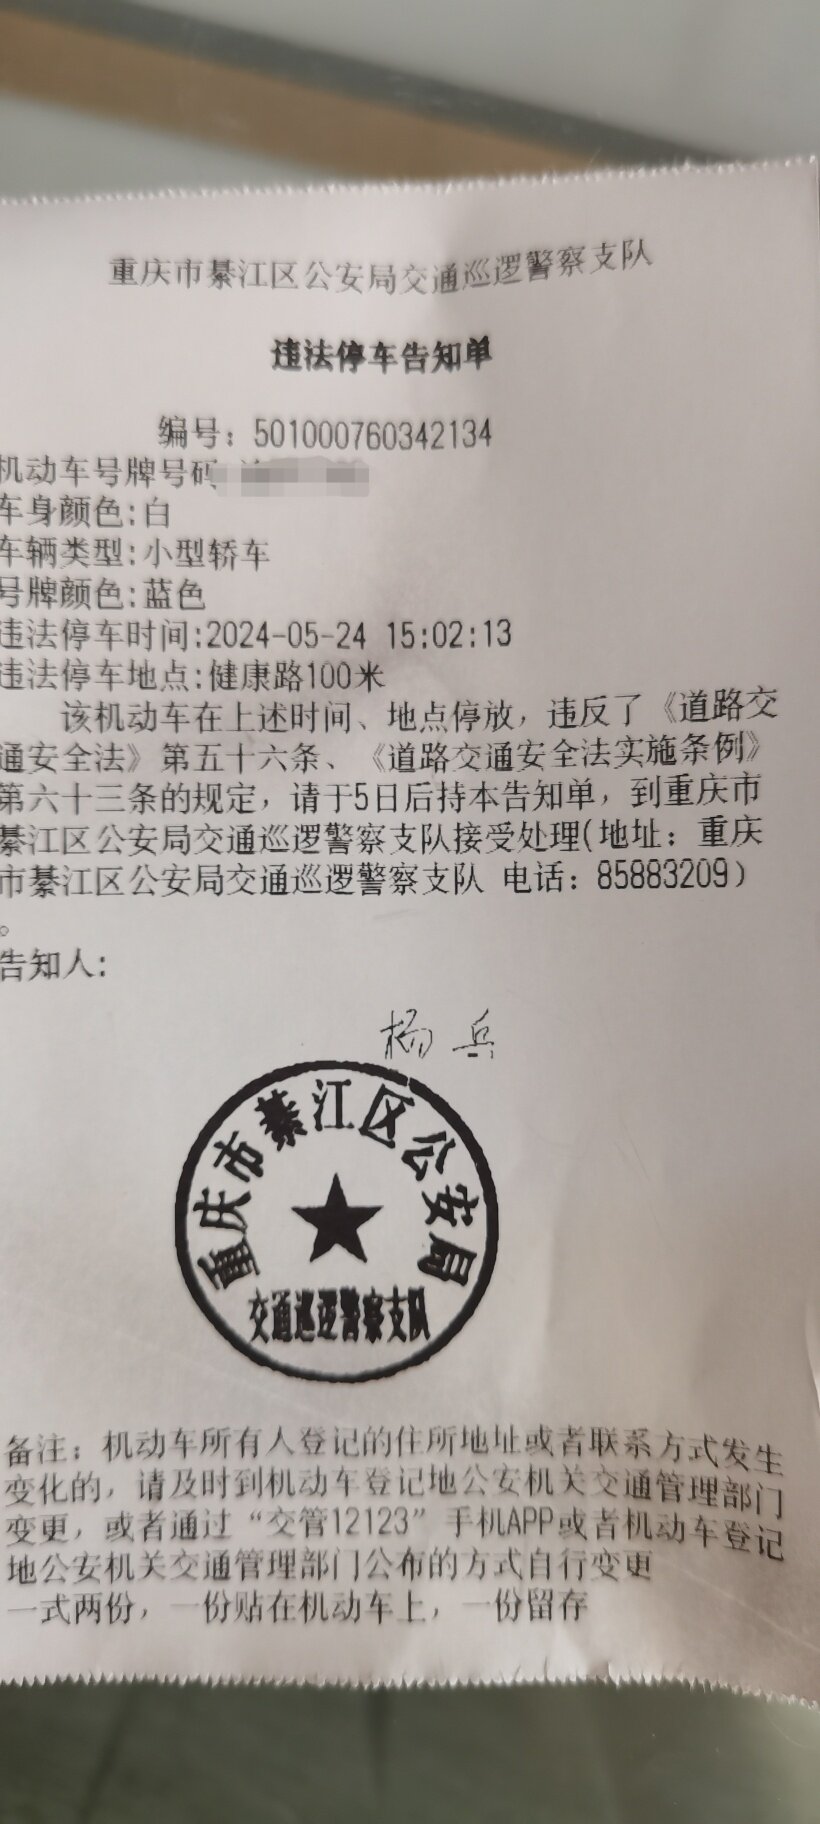 重庆市綦江区公安局交通巡逻警察支队
违法停车告知单
编号：501000760342134
机动车号牌号码
车身颜色:白
车辆类型:小型轿车
号牌颜色:蓝色
违法停车时间:2024-05-24 15:02:13
违法停车地点:健康路100米
该机动车在上述时间、地点停放，违反了《道路交
通安全法》第五十六条、《道路交通安全法实施条例》
第六十三条的规定，请于5日后持本告知单，到重庆市
綦江区公安局交通巡逻警察支队接受处理(地址：重庆
市綦江区公安局交通巡逻警察支队 电话：85883209）
。
告知人:
杨兵
重庆市綦江区公安局
交通巡逻警察支队
备注：机动车所有人登记的住所地址或者联系方式发生
变化的，请及时到机动车登记地公安机关交通管理部门
变更，或者通过“交管12123”手机APP或者机动车登记
地公安机关交通管理部门公布的方式自行变更
一式两份，一份贴在机动车上，一份留存